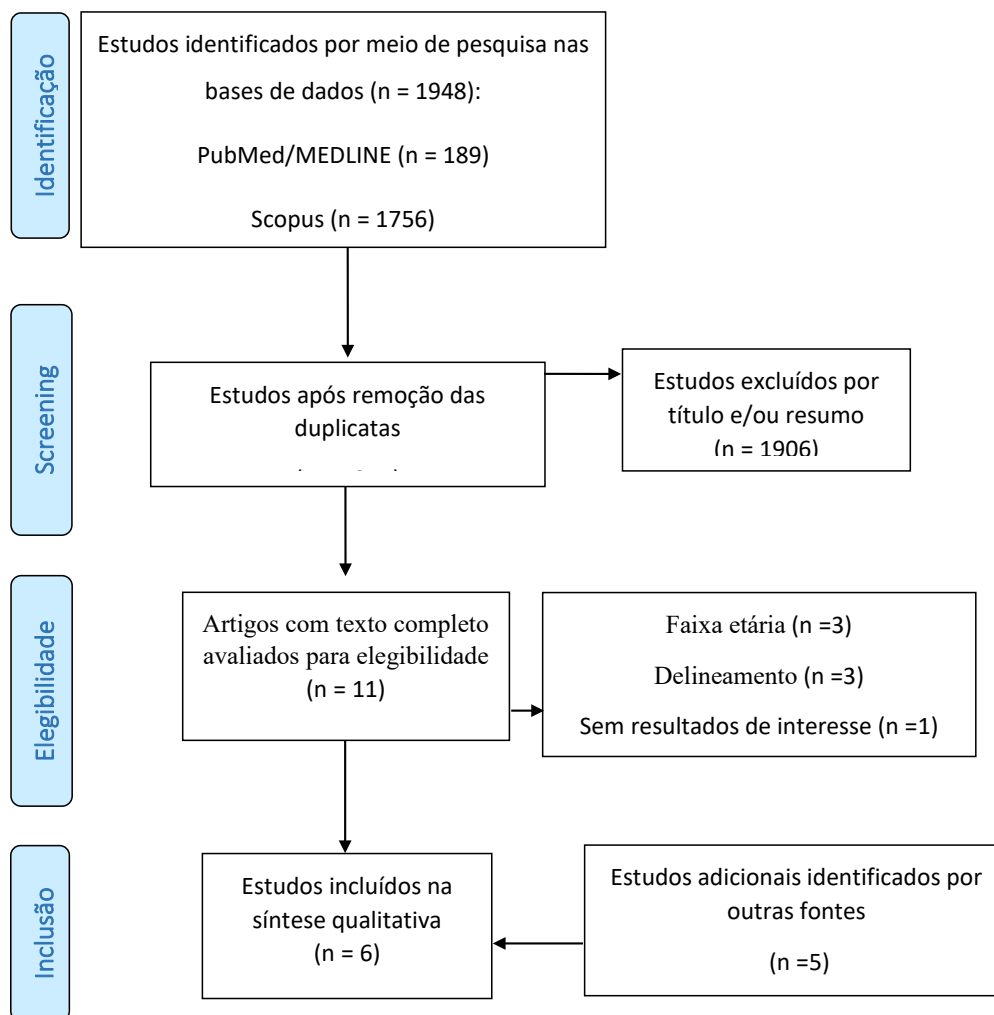 Identificação
Estudos identificados por meio de pesquisa nas
bases de dados (n = 1948):
PubMed/MEDLINE (n = 189)
Scopus (n = 1756)
Screening
Estudos após remoção das
duplicatas
Estudos excluídos por
título e/ou resumo
(n = 1906)
Elegibilidade
Artigos com texto completo
avaliados para elegibilidade
(n = 11)
Faixa etária (n =3)
Delineamento (n =3)
Sem resultados de interesse (n =1)
Inclusão
Estudos incluídos na
síntese qualitativa
(n = 6)
Estudos adicionais identificados por
outras fontes
(n =5)